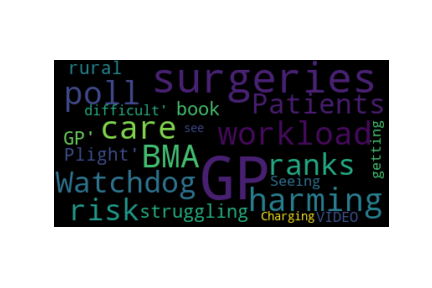 rural
surgeries
poll
Patients
difficult' book
GP' care see
workload
getting
Plight' BMA
GP
ranks
Watchdog
Seeing
harming
risk struggling
Charging VIDEO